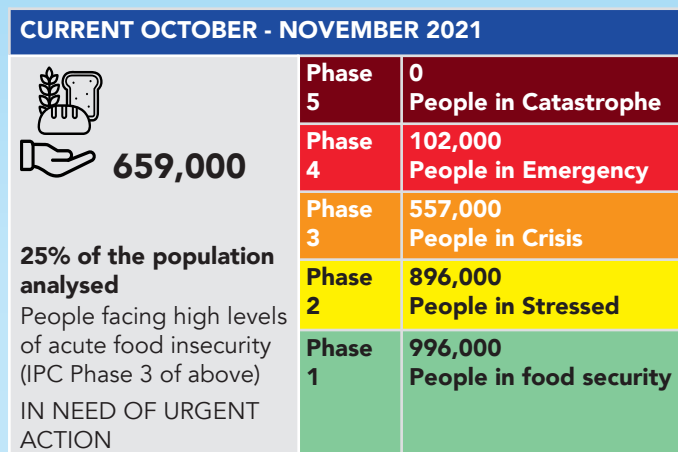 CURRENT OCTOBER - NOVEMBER 2021
659,000
25% of the population
analysed
People facing high levels
of acute food insecurity
(IPC Phase 3 of above)
IN NEED OF URGENT
ACTION
Phase 0
5 People in Catastrophe
Phase 102,000
4 People in Emergency
Phase 557,000
3 People in Crisis
Phase 896,000
2 People in Stressed
Phase 996,000
1 People in food security